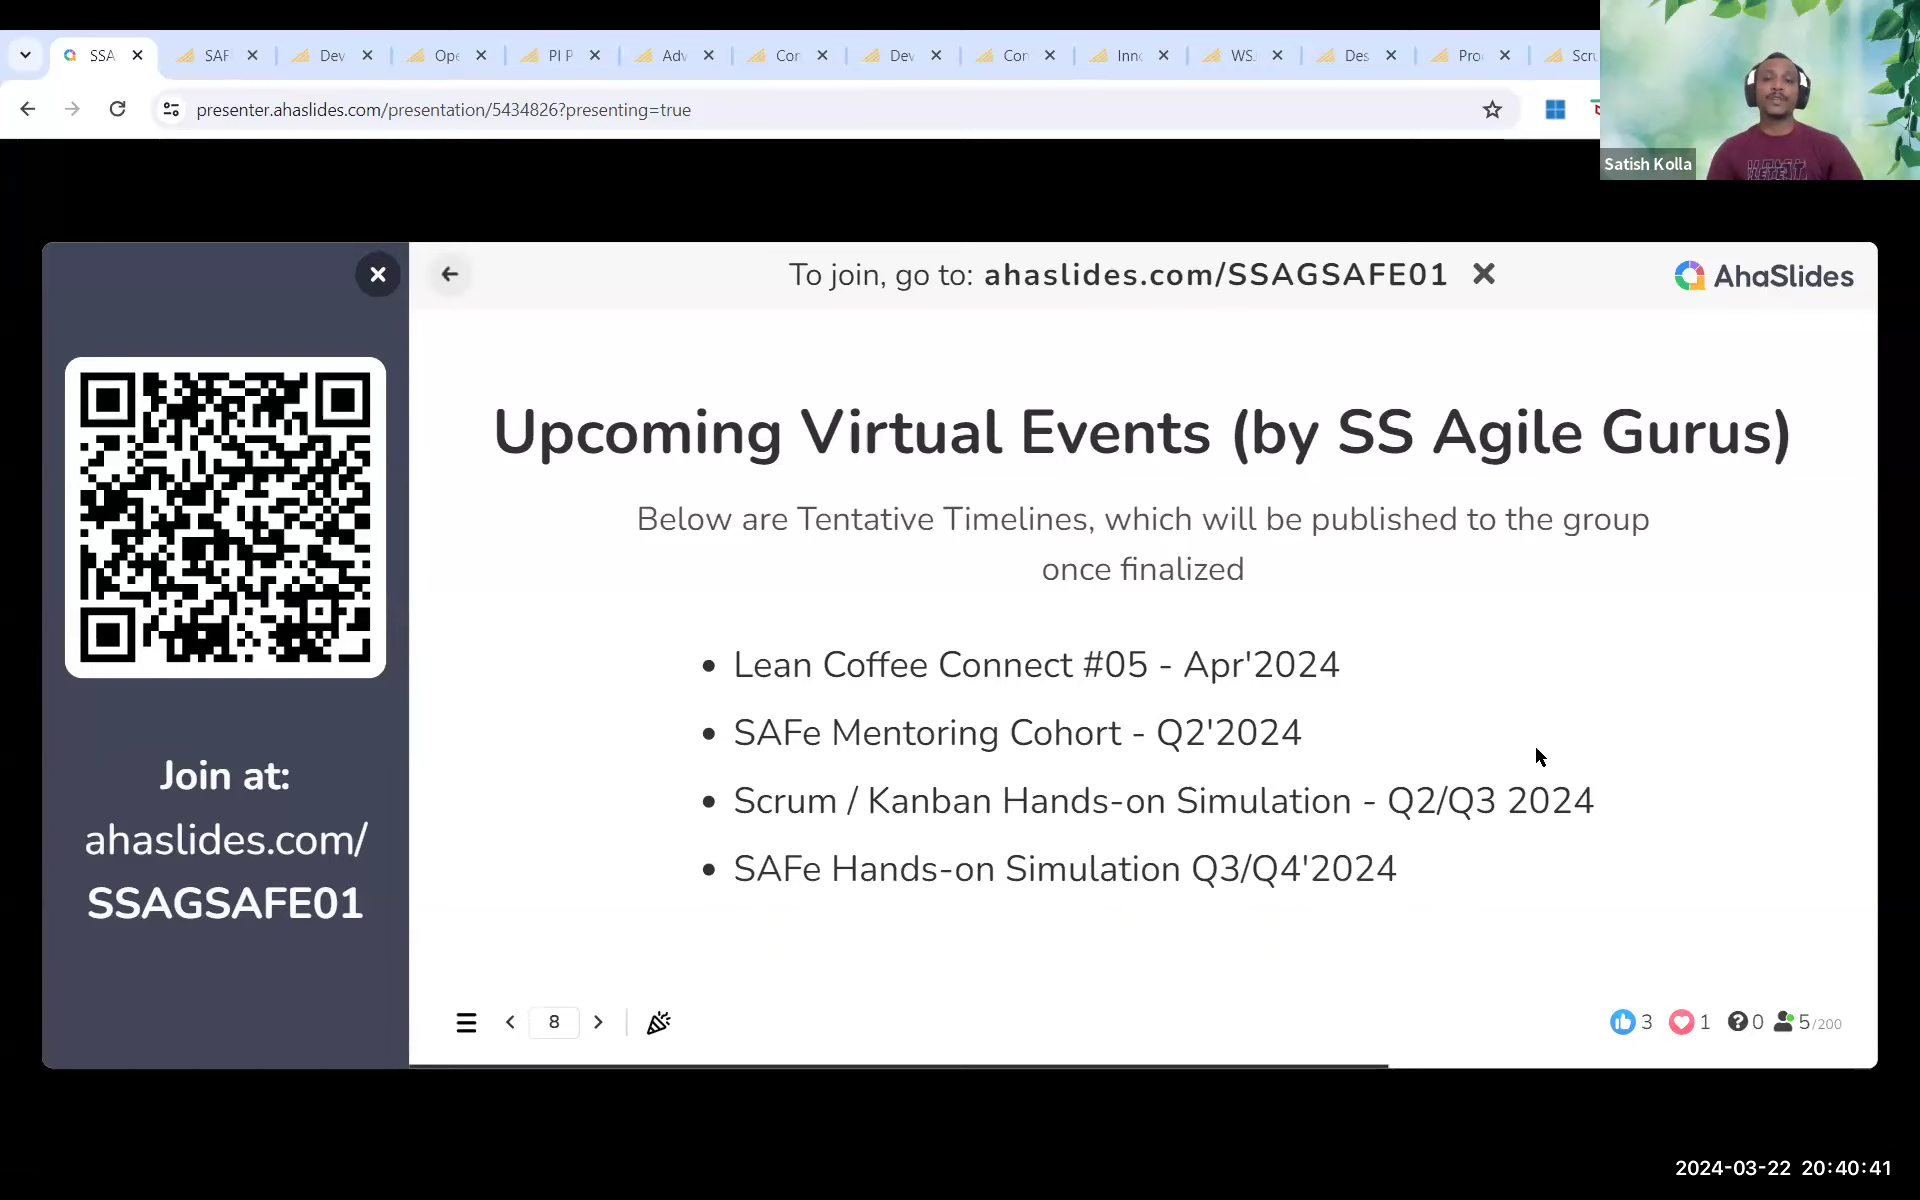 SSA
SAF
Dev
Ope
PI P
Adv
Cor
Dev
Con
Inno
WS.
Des
Pro
Scru
presenter.ahaslides.com/presentation/5434826?presenting=true
Satish Kolla
To join, go to: ahaslides.com/SSAGSAFE01
AhaSlides
Upcoming Virtual Events (by SS Agile Gurus)
Below are Tentative Timelines, which will be published to the group
once finalized
• Lean Coffee Connect #05 - Apr'2024
• SAFe Mentoring Cohort - Q2'2024
• Scrum / Kanban Hands-on Simulation - Q2/Q3 2024
• SAFe Hands-on Simulation Q3/Q4'2024
Join at:
ahaslides.com/
SSAGSAFE01
8
3 1 0 5/200
2024-03-22 20:40:41